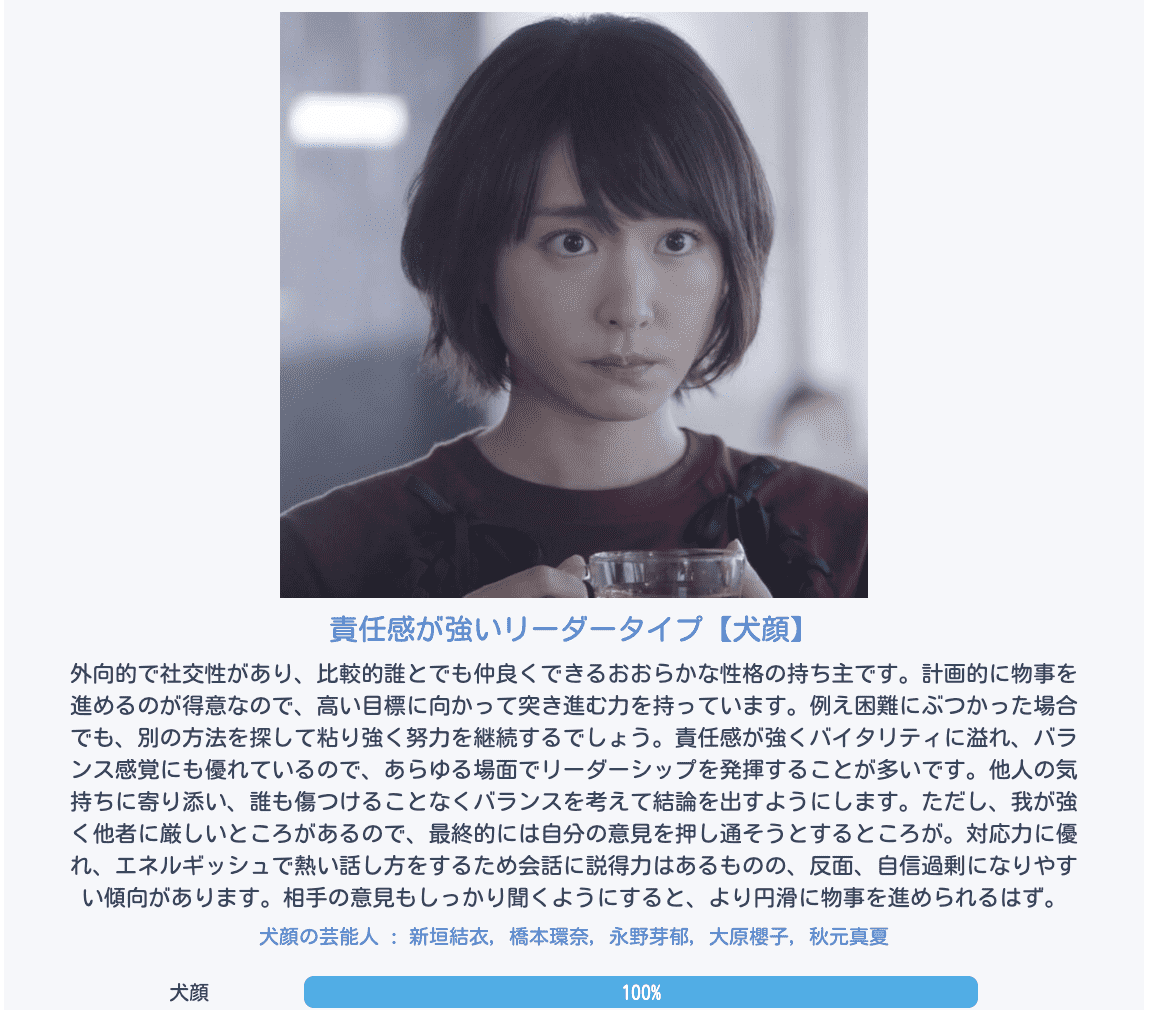 責任感が強いリーダータイプ【犬顔】
外向的で社交性があり、比較的誰とでも仲良くできるおおらかな性格の持ち主です。計画的に物事を
進めるのが得意なので、高い目標に向かって突き進む力を持っています。例え困難にぶつかった場合
でも、別の方法を探して粘り強く努力を継続するでしょう。責任感が強くバイタリティに溢れ、バラ
ンス感覚にも優れているので、あらゆる場面でリーダーシップを発揮することが多いです。他人の気
持ちに寄り添い、誰も傷つけることなくバランスを考えて結論を出すようにします。ただし、我が強
く他者に厳しいところがあるので、最終的には自分の意見を押し通そうとするところが。対応力に優
れ、エネルギッシュで熱い話し方をするため会話に説得力はあるものの、反面、自信過剰になりやす
い傾向があります。相手の意見もしっかり聞くようにすると、より円滑に物事を進められるはず。
犬顔の芸能人 : 新垣結衣, 橋本環奈, 永野芽郁, 大原櫻子, 秋元真夏
犬顔 100%